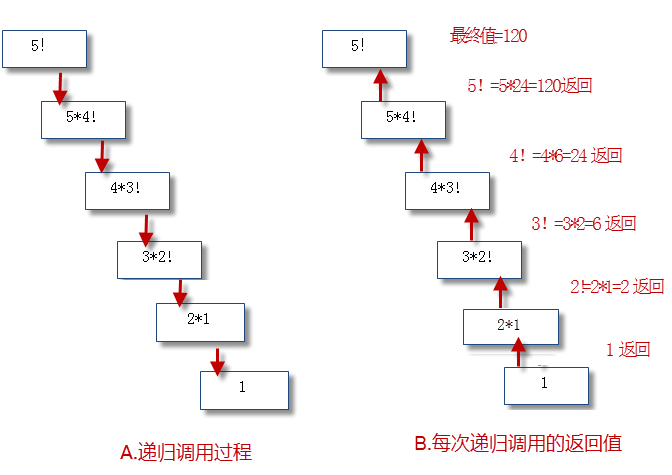 5!
5*4!
4*3!
3*2!
2*1
1
A.递归调用过程
5!
最终值=120
5! =5*24=120返回
5*4!
4! =4*6=24 返回
4*3!
3! =3*2=6 返回
3*2!
2!=2*1=2 返回
2*1
1 返回
1
B.每次递归调用的返回值